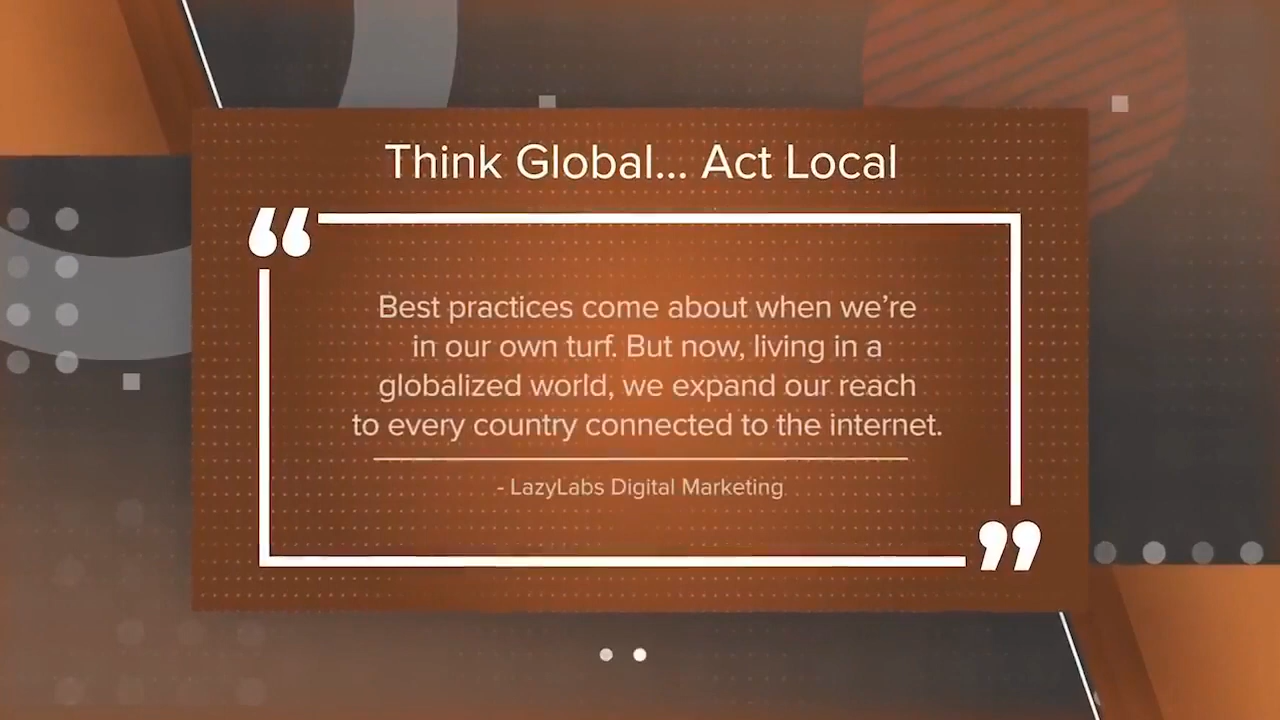 Think Global... Act Local
“
Best practices come about when we’re
in our own turf. But now, living in a
globalized world, we expand our reach
to every country connected to the internet.
- LazyLabs Digital Marketing
”